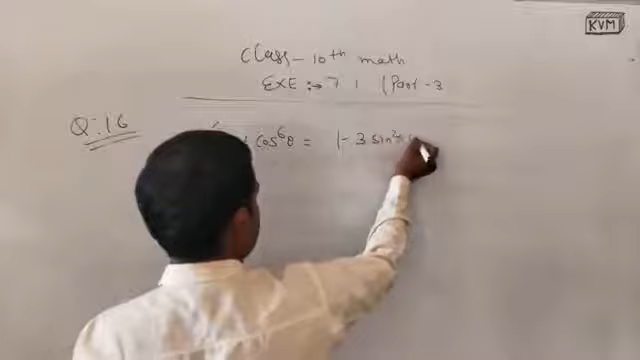 KVM
Class - 10th math
EXE :→ 7.1 (Part - 3
Q:16
cos⁶θ = 1 - 3 sin²